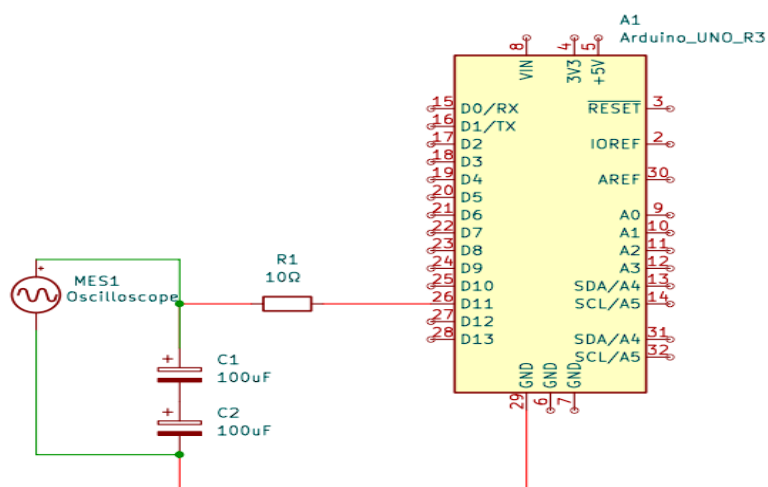 A1
Arduino_UNO_R3
8
4
5
VIN
3V3
+5V
15 D0/RX
RESET 3
16 D1/TX
17 D2
IOREF 2
18 D3
19 D4
AREF 30
20 D5
21 D6
A0 9
22 D7
A1 10
23 D8
A2 11
24 D9
A3 12
25 D10
SDA/A4 13
26 D11
SCL/A5 14
27 D12
28 D13
SDA/A4 31
SCL/A5 32
GND
GND
GND
29
6
7
R1
10Ω
+
MES1
Oscilloscope
+
C1
100uF
+
C2
100uF